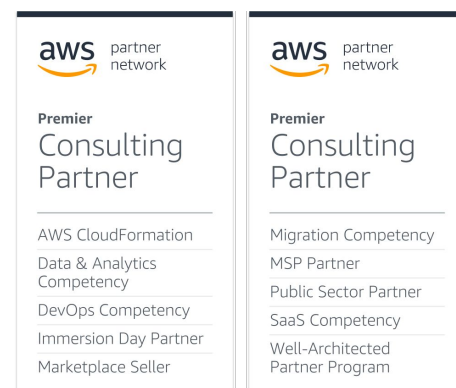 aws partner
network
Premier
Consulting
Partner
AWS CloudFormation
Data & Analytics
Competency
DevOps Competency
Immersion Day Partner
Marketplace Seller
aws partner
network
Premier
Consulting
Partner
Migration Competency
MSP Partner
Public Sector Partner
SaaS Competency
Well-Architected
Partner Program